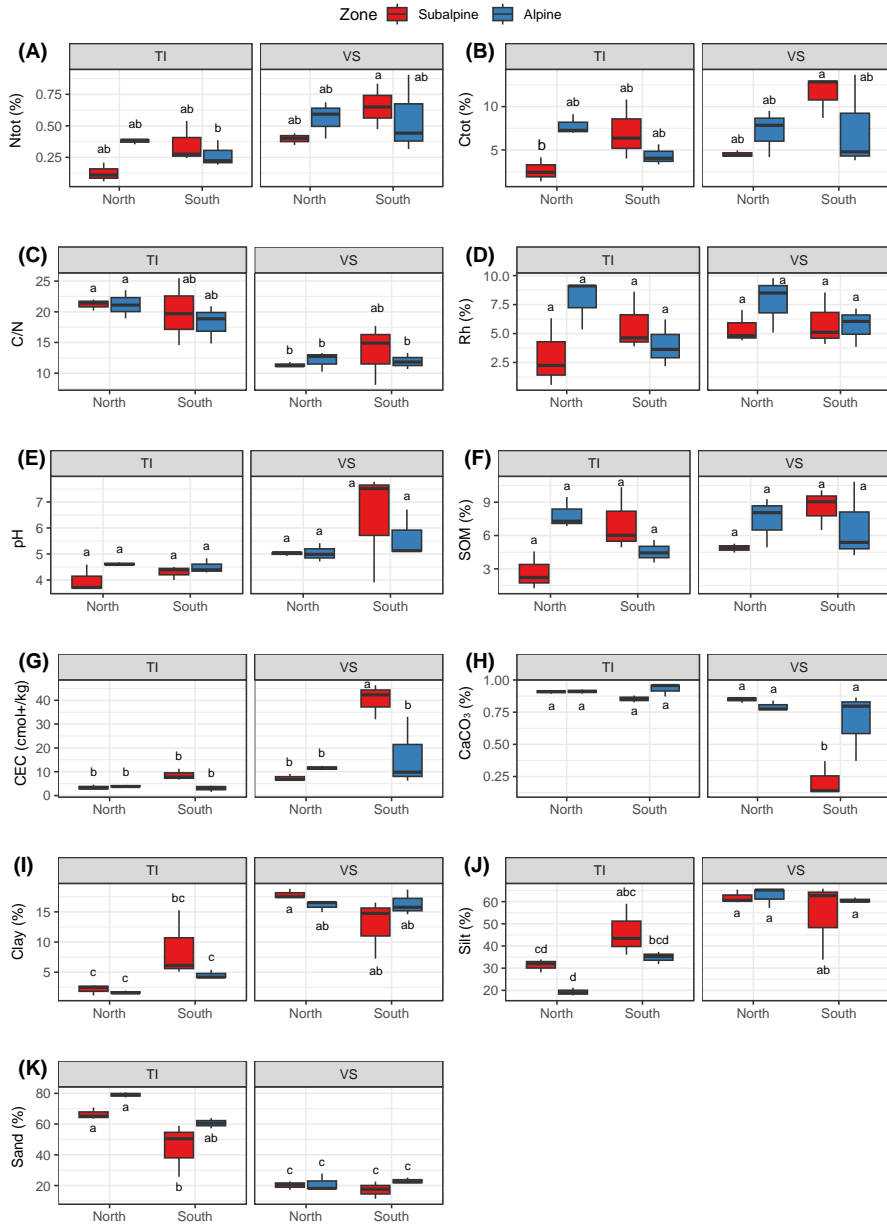 Zone Subalpine Alpine
(A) (B)
TI VS TI VS
Ntot (%) 0.75 0.50 0.25
ab ab ab b ab ab a ab
North South North South
Ctot (%) 10 5
b ab ab ab ab ab a ab
North South North South
(C) (D)
TI VS TI VS
C/N 25 20 15 10
a a ab ab b b ab b
North South North South
Rh (%) 10.0 7.5 5.0 2.5
a a a a a a a a
North South North South
(E) (F)
TI VS TI VS
pH 7 6 5 4
a a a a a a a a
North South North South
SOM (%) 9 6 3
a a a a a a a a
North South North South
(G) (H)
TI VS TI VS
CEC (cmol+/kg) 40 30 20 10 0
b b b b b b a b
North South North South
CaCO₃ (%) 1.00 0.75 0.50 0.25
a a a a a a b a
North South North South
(I) (J)
TI VS TI VS
Clay (%) 15 10 5
c c bc c a ab ab ab
North South North South
Silt (%) 60 50 40 30 20
cd d abc bcd a a ab a
North South North South
(K)
TI VS
Sand (%) 80 60 40 20
a a b ab c c c c
North South North South